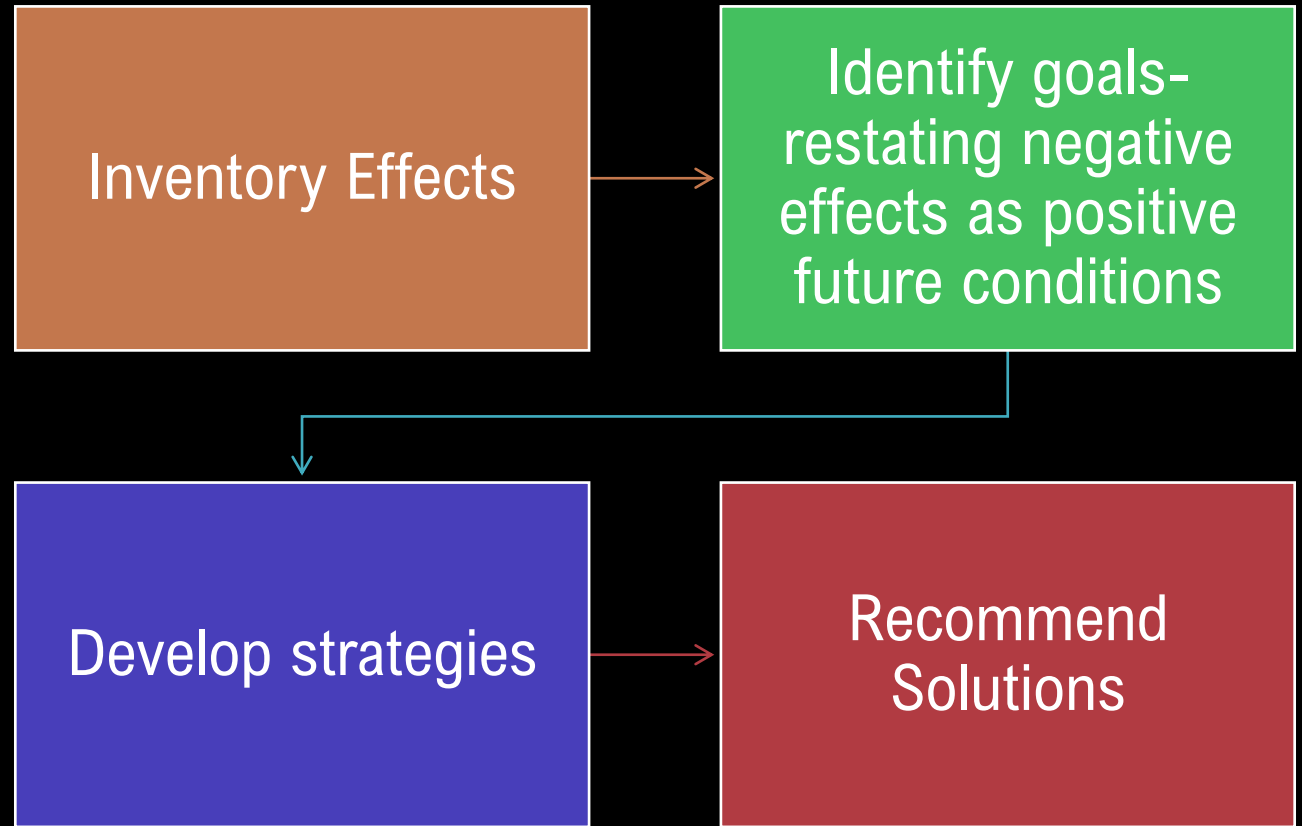 Inventory Effects
Identify goals-
restating negative
effects as positive
future conditions
Develop strategies
Recommend
Solutions